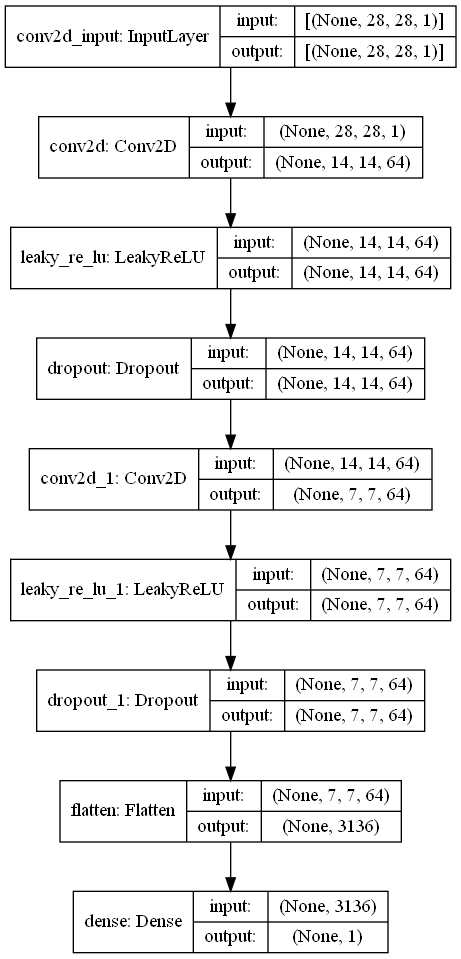 conv2d_input: InputLayer
input:
[(None, 28, 28, 1)]
output:
[(None, 28, 28, 1)]
conv2d: Conv2D
input:
(None, 28, 28, 1)
output:
(None, 14, 14, 64)
leaky_re_lu: LeakyReLU
input:
(None, 14, 14, 64)
output:
(None, 14, 14, 64)
dropout: Dropout
input:
(None, 14, 14, 64)
output:
(None, 14, 14, 64)
conv2d_1: Conv2D
input:
(None, 14, 14, 64)
output:
(None, 7, 7, 64)
leaky_re_lu_1: LeakyReLU
input:
(None, 7, 7, 64)
output:
(None, 7, 7, 64)
dropout_1: Dropout
input:
(None, 7, 7, 64)
output:
(None, 7, 7, 64)
flatten: Flatten
input:
(None, 7, 7, 64)
output:
(None, 3136)
dense: Dense
input:
(None, 3136)
output:
(None, 1)